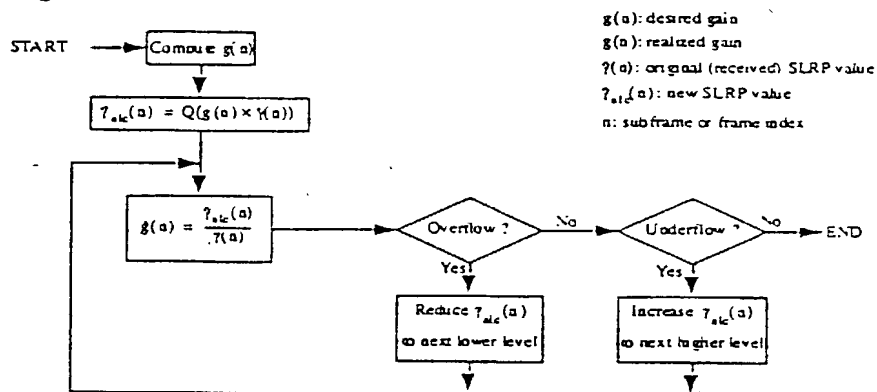 START
Compute g(n)
g(n): desired gain
g(n): realized gain
?(n): original (received) SLRP value
?alc(n): new SLRP value
n: subframe or frame index
?alc(n) = Q(g(n) × γ(n))
g(n) = ?alc(n) / ?(n)
Overflow ?
No
Underflow ?
No
END
Yes
Yes
Reduce ?alc(n)
to next lower level
Increase ?alc(n)
to next higher level